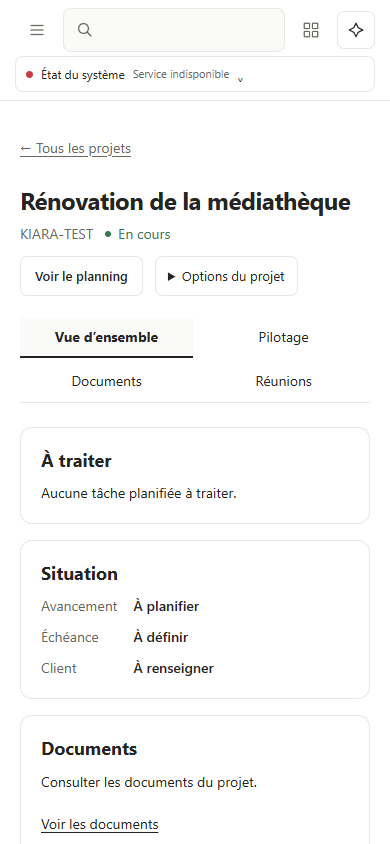 État du système Service indisponible
← Tous les projets
Rénovation de la médiathèque
KIARA-TEST En cours
Voir le planning
Options du projet
Vue d’ensemble
Pilotage
Documents
Réunions
À traiter
Aucune tâche planifiée à traiter.
Situation
Avancement À planifier
Échéance À définir
Client À renseigner
Documents
Consulter les documents du projet.
Voir les documents